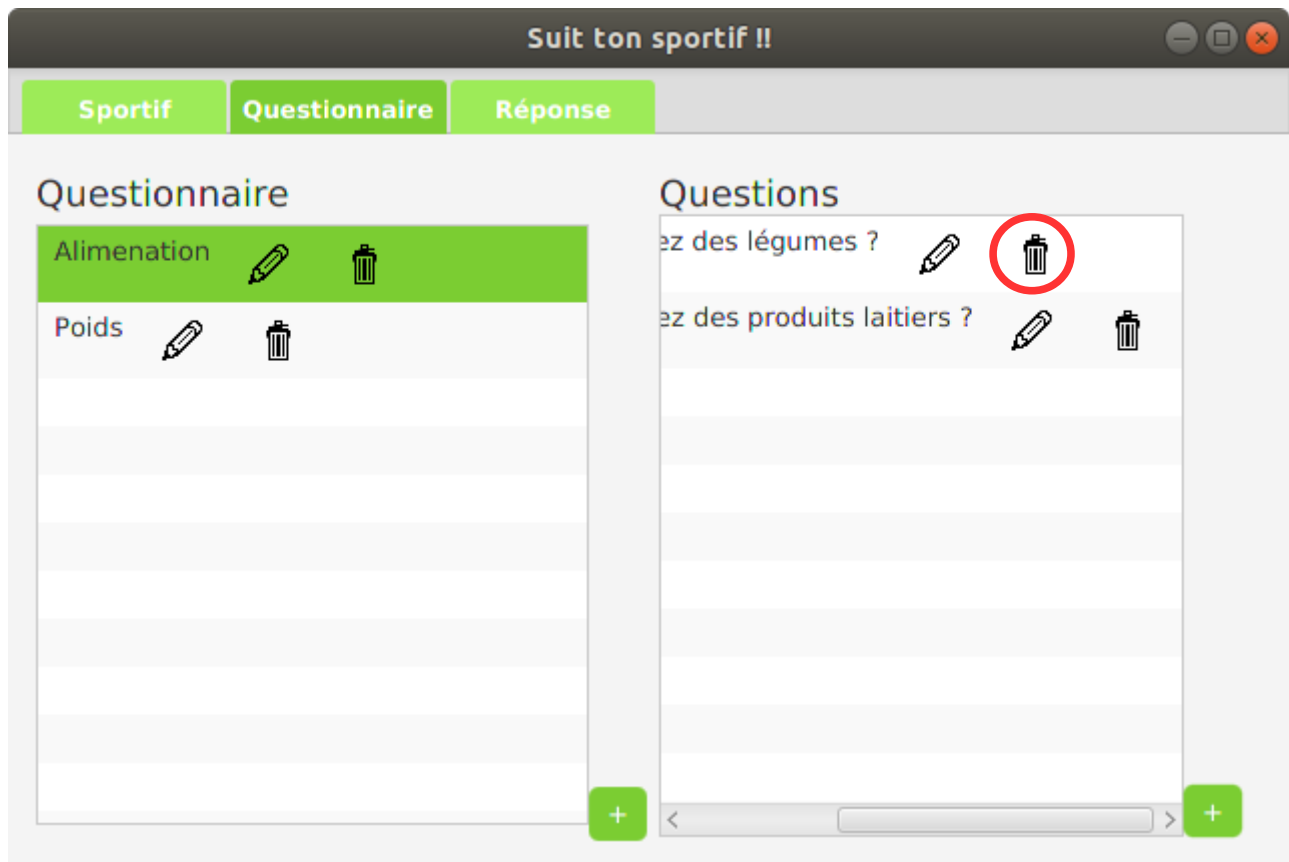 Suit ton sportif !!
Sportif Questionnaire Réponse
Questionnaire
Alimenation
Poids
+
Questions
ez des légumes ?
ez des produits laitiers ?
+